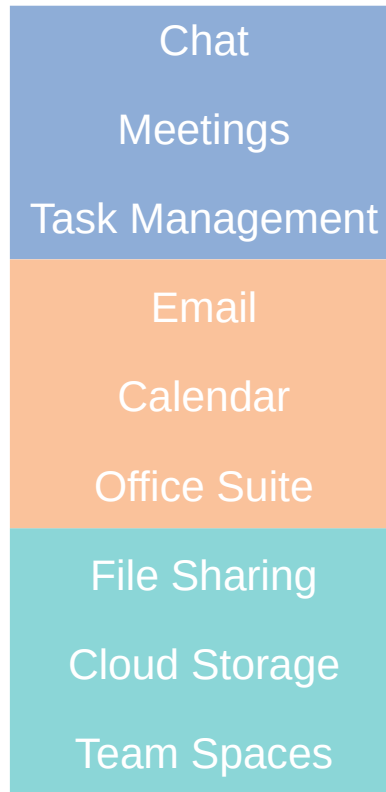 Chat
Meetings
Task Management
Email
Calendar
Office Suite
File Sharing
Cloud Storage
Team Spaces